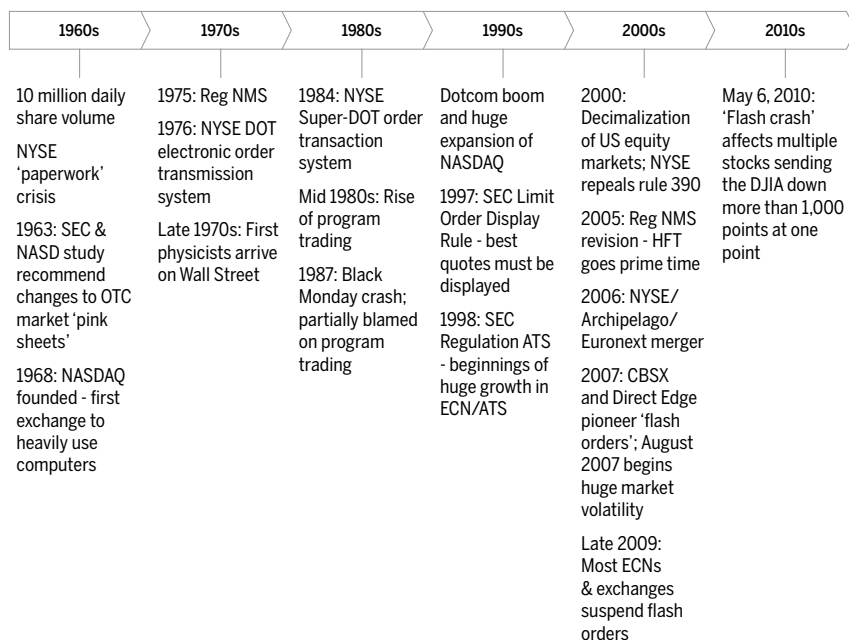 1960s
1970s
1980s
1990s
2000s
2010s
10 million daily
share volume
NYSE
‘paperwork’
crisis
1963: SEC &
NASD study
recommend
changes to OTC
market ‘pink
sheets’
1968: NASDAQ
founded - first
exchange to
heavily use
computers
1975: Reg NMS
1976: NYSE DOT
electronic order
transmission
system
Late 1970s: First
physicists arrive
on Wall Street
1984: NYSE
Super-DOT order
transaction
system
Mid 1980s: Rise
of program
trading
1987: Black
Monday crash;
partially blamed
on program
trading
Dotcom boom
and huge
expansion of
NASDAQ
1997: SEC Limit
Order Display
Rule - best
quotes must be
displayed
1998: SEC
Regulation ATS
- beginnings of
huge growth in
ECN/ATS
2000:
Decimalization
of US equity
markets; NYSE
repeals rule 390
2005: Reg NMS
revision - HFT
goes prime time
2006: NYSE/
Archipelago/
Euronext merger
2007: CBSX
and Direct Edge
pioneer ‘flash
orders’; August
2007 begins
huge market
volatility
Late 2009:
Most ECNs
& exchanges
suspend flash
orders
May 6, 2010:
‘Flash crash’
affects multiple
stocks sending
the DJIA down
more than 1,000
points at one
point